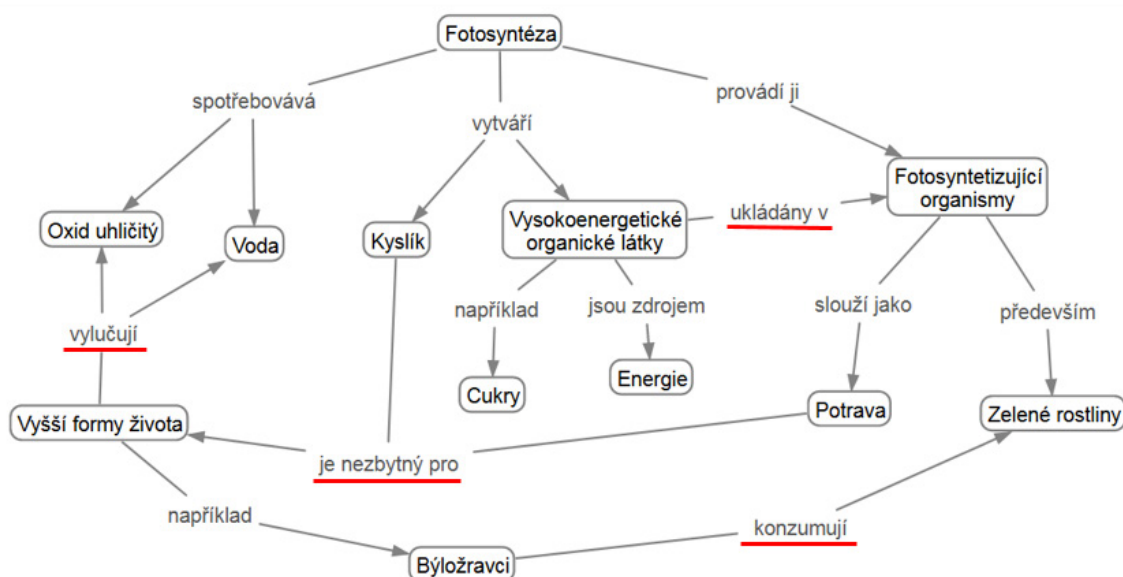 Fotosyntéza
spotřebovává
vytváří
provádí ji
Oxid uhličitý
Voda
Kyslík
Vysokoenergetické
organické látky
ukládány v
Fotosyntetizující
organismy
vylučují
například
jsou zdrojem
slouží jako
především
Cukry
Energie
Potrava
Zelené rostliny
Vyšší formy života
je nezbytný pro
například
Býložravci
konzumují